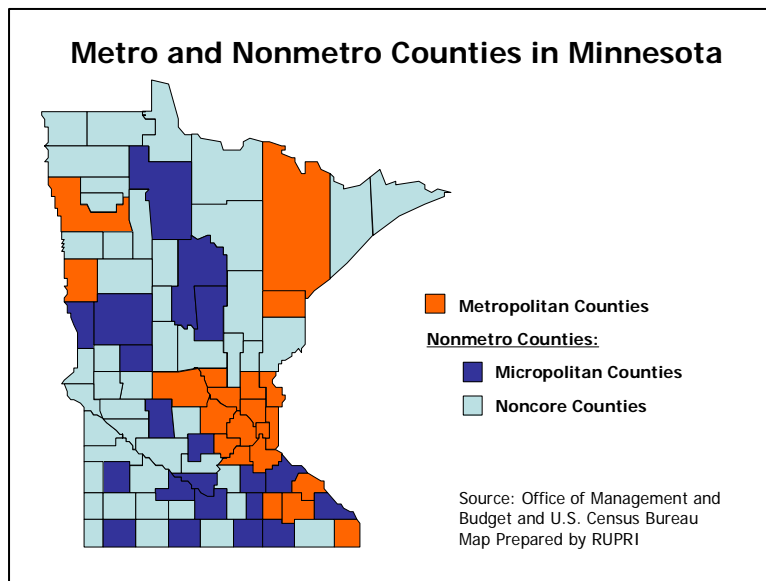 Metro and Nonmetro Counties in Minnesota
Metropolitan Counties
Nonmetro Counties:
Micropolitan Counties
Noncore Counties
Source: Office of Management and
Budget and U.S. Census Bureau
Map Prepared by RUPRI